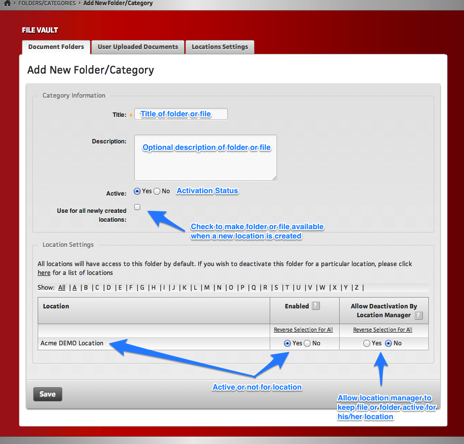 FOLDERS/CATEGORIES › Add New Folder/Category
FILE VAULT
Document Folders User Uploaded Documents Locations Settings
Add New Folder/Category
Category Information
Title: Title of folder or file
Description: Optional description of folder or file
Active: Yes No Activation Status
Use for all newly created
locations:
Check to make folder or file available
when a new location is created
Location Settings
All locations will have access to this folder by default. If you wish to deactivate this folder for a particular location, please click
here for a list of locations
Show: All | A | B | C | D | E | F | G | H | I | J | K | L | M | N | O | P | Q | R | S | T | U | V | W | X | Y | Z |
Location Enabled ? Allow Deactivation By
Location Manager ?
Reverse Selection For All Reverse Selection For All
Acme DEMO Location Yes No Yes No
Active or not for location
Allow location manager to
keep file or folder active for
his/her location
Save